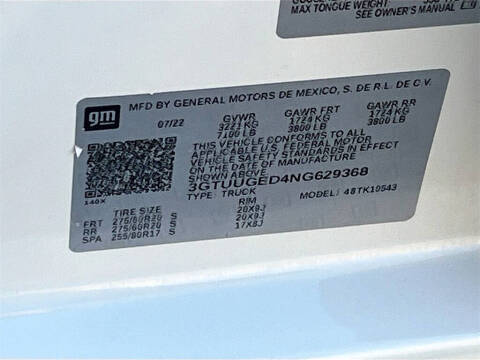 MAX TONGUE WEIGHT:
SEE OWNER'S MANUAL
gm
MFD BY GENERAL MOTORS DE MEXICO, S. DE R.L. DE C.V.
07/22 GVWR GAWR FRT GAWR RR
3221 KG 1724 KG 1724 KG
7100 LB 3800 LB 3800 LB
THIS VEHICLE CONFORMS TO ALL APPLICABLE
U.S. FEDERAL MOTOR
VEHICLE SAFETY STANDARDS IN EFFECT
ON THE DATE OF MANUFACTURE
SHOWN ABOVE.
3GTUUGED4NG629368
140X TYPE: TRUCK MODEL: 48TK10543
TIRE SIZE RIM
FRT 275/60R20 S 20X9J
RR 275/60R20 S 20X9J
SPA 255/80R17 S 17X8J